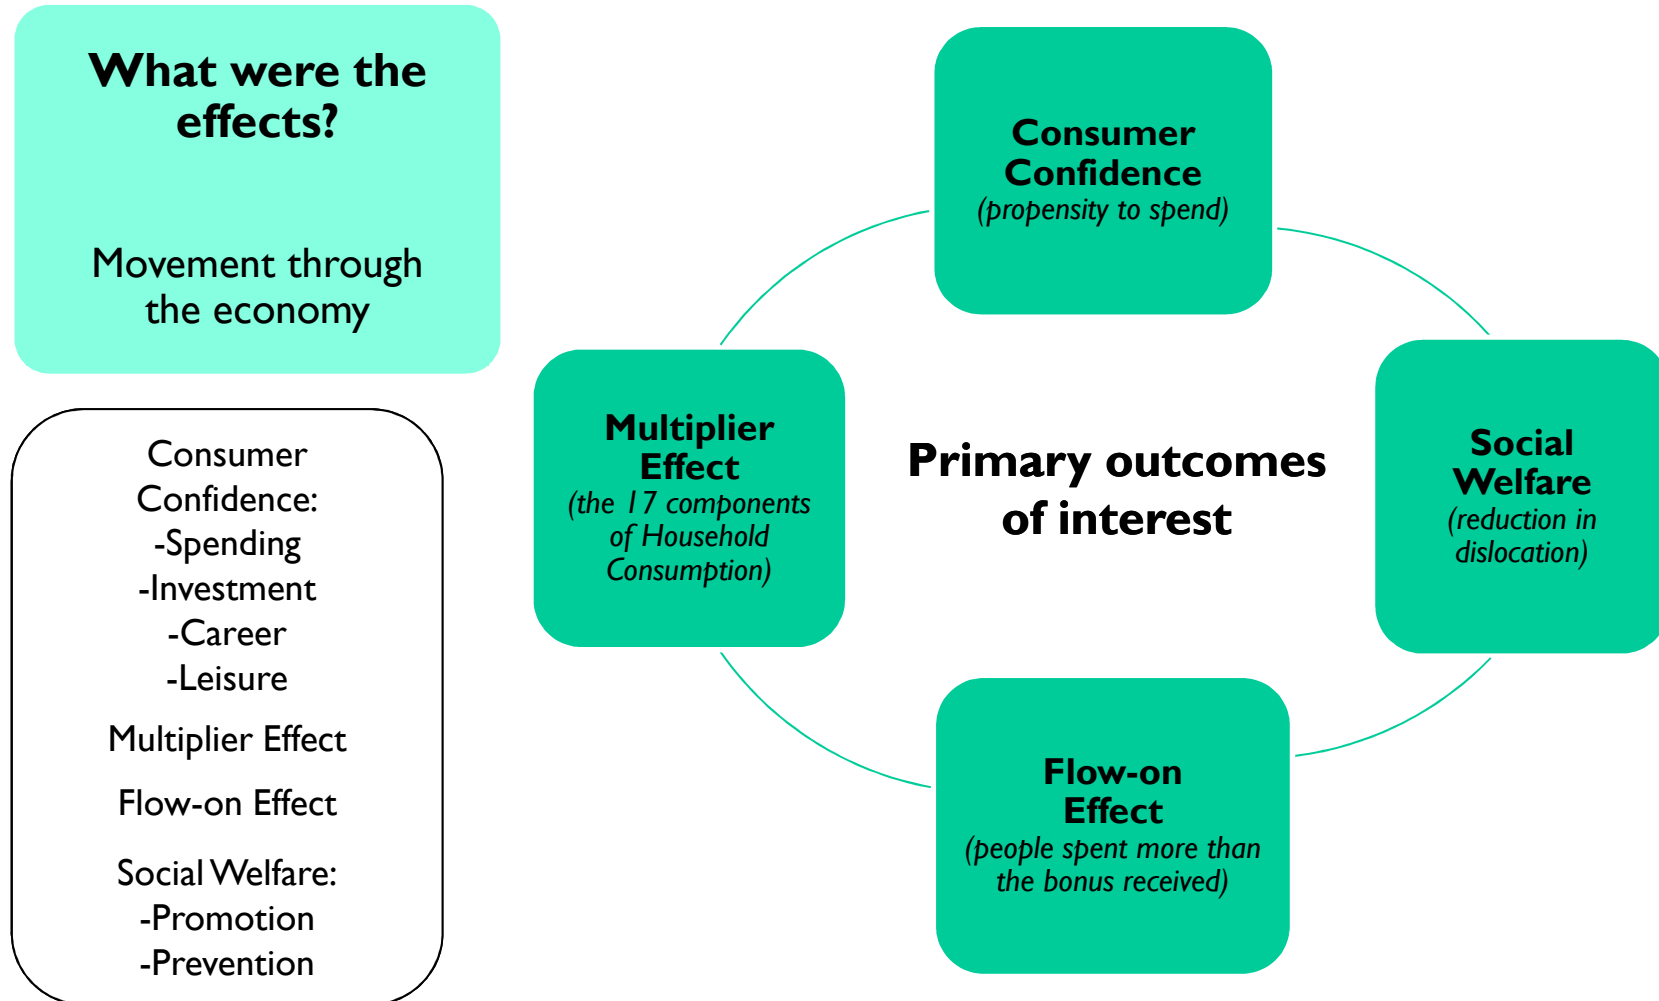 What were the
effects?
Movement through
the economy
Consumer
Confidence:
-Spending
-Investment
-Career
-Leisure
Multiplier Effect
Flow-on Effect
Social Welfare:
-Promotion
-Prevention
Consumer
Confidence
(propensity to spend)
Multiplier
Effect
(the 17 components
of Household
Consumption)
Primary outcomes
of interest
Social
Welfare
(reduction in
dislocation)
Flow-on
Effect
(people spent more than
the bonus received)